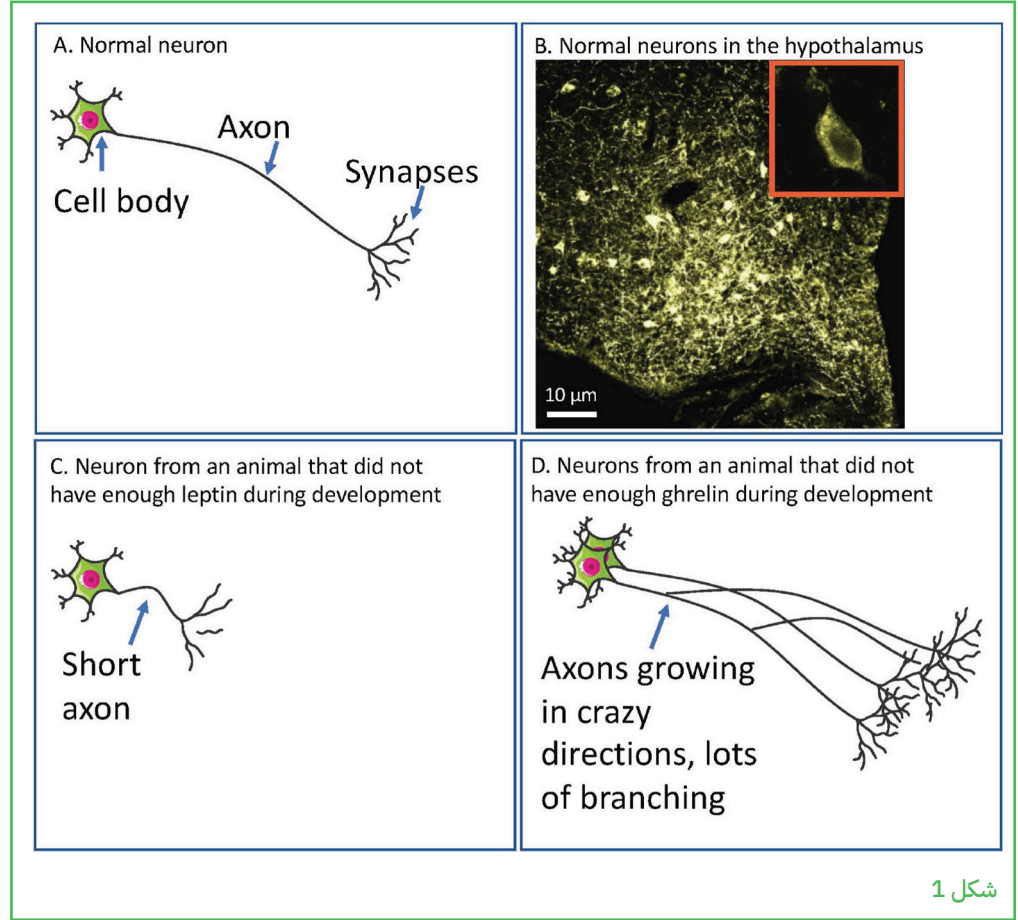 A. Normal neuron
Axon
Synapses
Cell body
B. Normal neurons in the hypothalamus
10 µm
C. Neuron from an animal that did not
have enough leptin during development
Short
axon
D. Neurons from an animal that did not
have enough ghrelin during development
Axons growing
in crazy
directions, lots
of branching
شكل 1